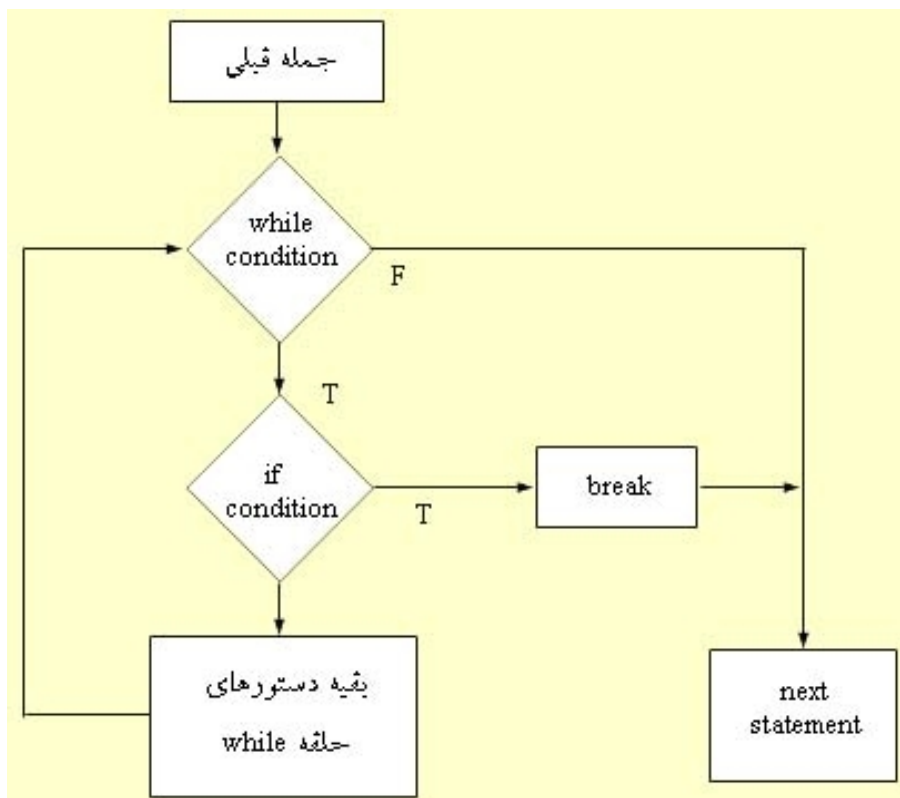 جمله قبلی
while
condition
F
T
if
condition
T
break
بقیه دستورهای
حلقه while
next
statement